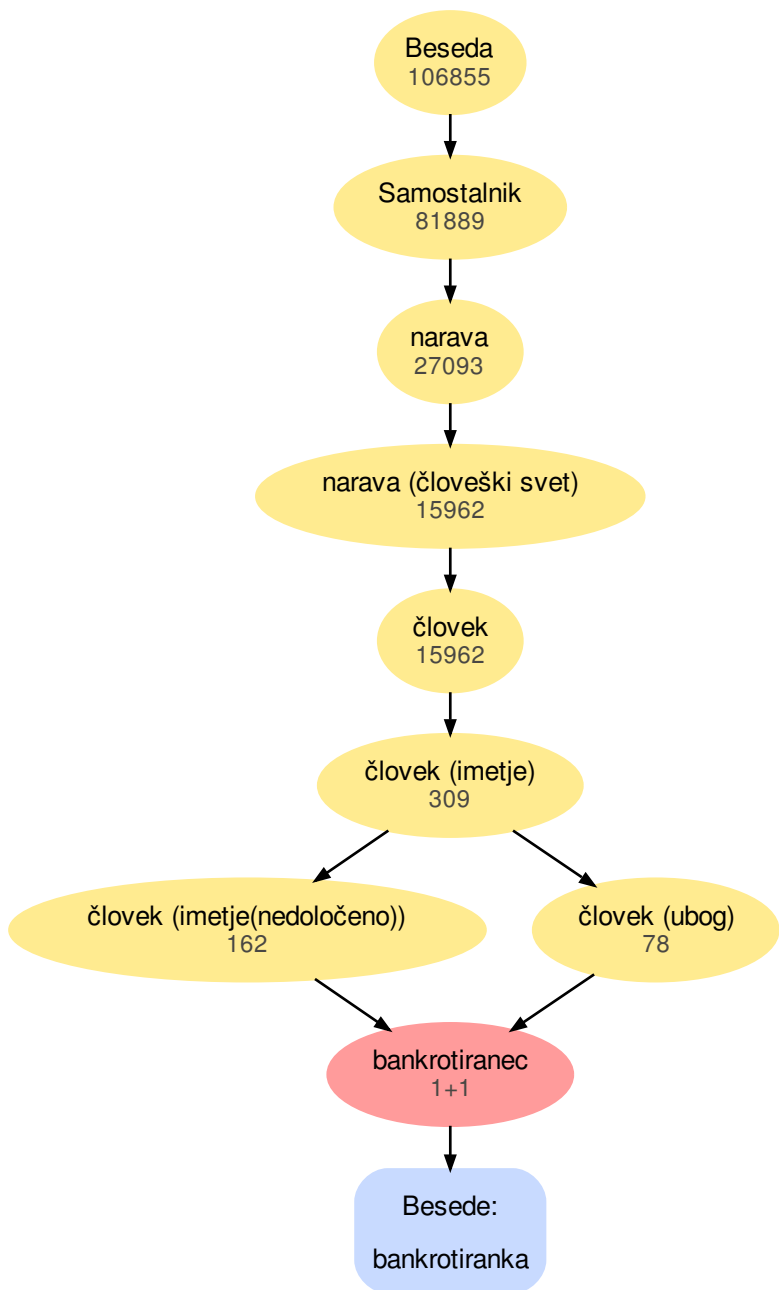 Beseda
106855
Samostalnik
81889
narava
27093
narava (človeški svet)
15962
človek
15962
človek (imetje)
309
človek (imetje(nedoločeno))
162
človek (ubog)
78
bankrotiranec
1+1
Besede:
bankrotiranka